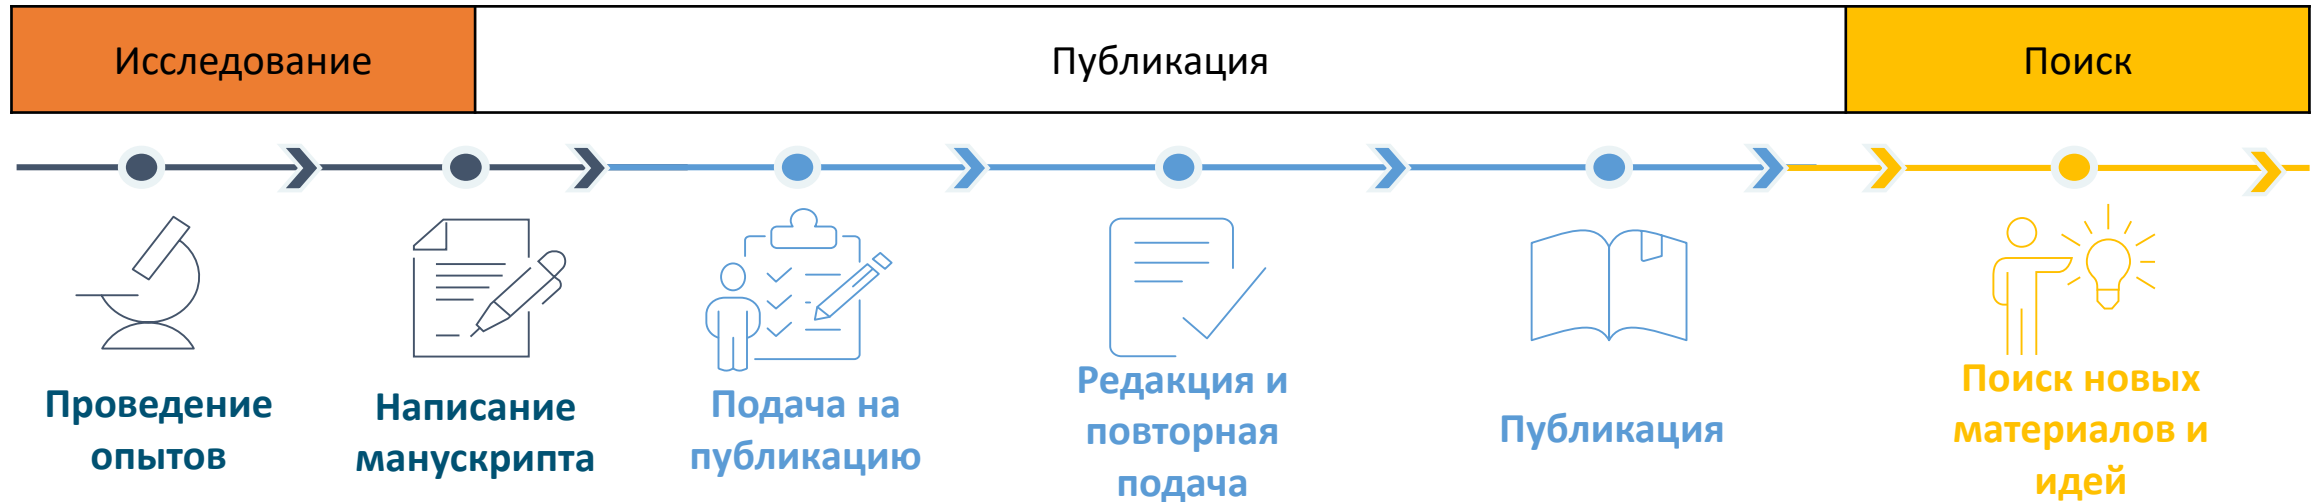 Исследование
Публикация
Поиск
Проведение
опытов
Написание
манускрипта
Подача на
публикацию
Редакция и
повторная
подача
Публикация
Поиск новых
материалов и
идей